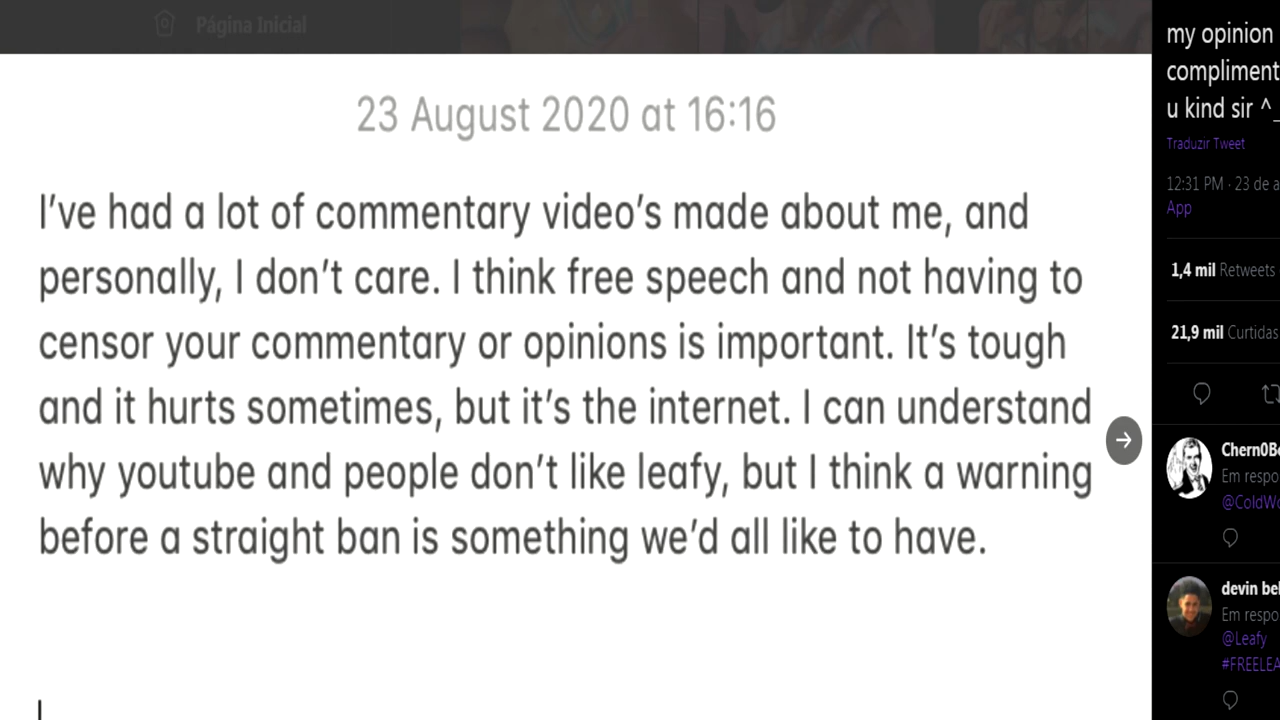 Página Inicial
23 August 2020 at 16:16
I've had a lot of commentary video's made about me, and
personally, I don't care. I think free speech and not having to
censor your commentary or opinions is important. It's tough
and it hurts sometimes, but it's the internet. I can understand
why youtube and people don't like leafy, but I think a warning
before a straight ban is something we'd all like to have.
my opinion
compliment
u kind sir ^_
Traduzir Tweet
12:31 PM · 23 de a
App
1,4 mil Retweets
21,9 mil Curtidas
Chern0B
Em respo
@ColdW
devin be
Em respo
@Leafy
#FREELEA